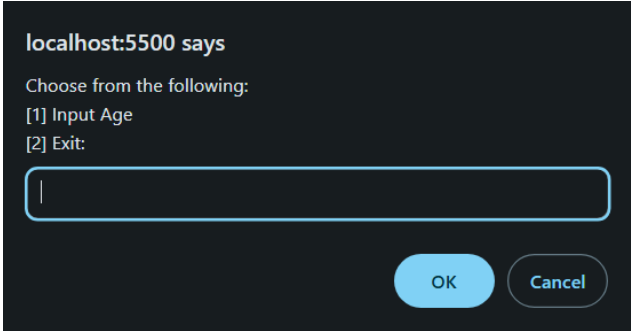 localhost:5500 says
Choose from the following:
[1] Input Age
[2] Exit:
OK
Cancel